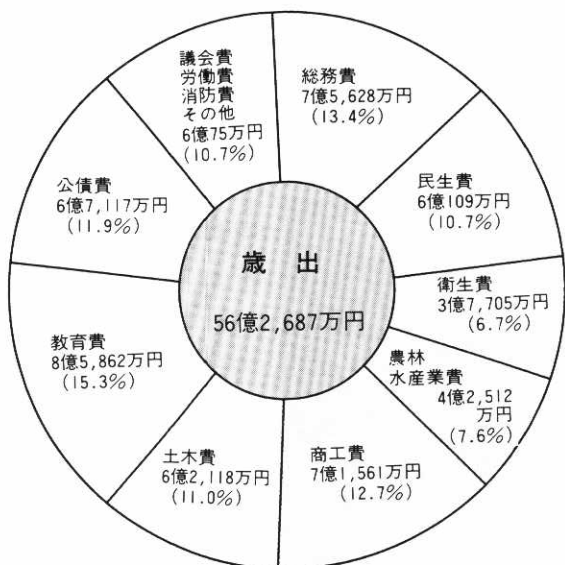 歳出
56億2,687万円
総務費
7億5,628万円
(13.4%)
民生費
6億109万円
(10.7%)
衛生費
3億7,705万円
(6.7%)
農林
水産業費
4億2,512
万円
(7.6%)
商工費
7億1,561万円
(12.7%)
土木費
6億2,118万円
(11.0%)
教育費
8億5,862万円
(15.3%)
公債費
6億7,117万円
(11.9%)
議会費
労働費
消防費
その他
6億75万円
(10.7%)